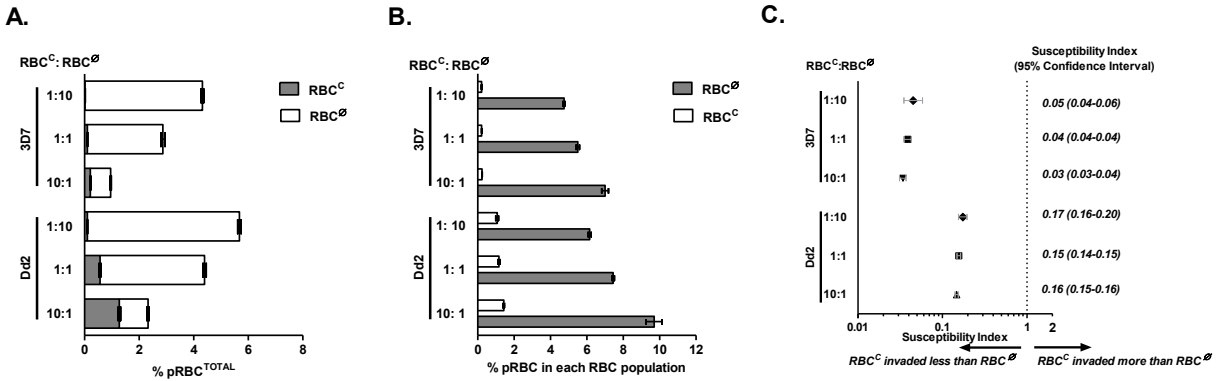 A.
RBC^C: RBC^Ø
RBC^C
RBC^Ø
3D7
1:10
1:1
10:1
Dd2
1:10
1:1
10:1
0 2 4 6 8
% pRBC^TOTAL
B.
RBC^C: RBC^Ø
RBC^Ø
RBC^C
3D7
1: 10
1: 1
10: 1
Dd2
1: 10
1: 1
10: 1
0 2 4 6 8 10 12
% pRBC in each RBC population
C.
RBC^C:RBC^Ø
Susceptibility Index
(95% Confidence Interval)
3D7
1:10 0.05 (0.04-0.06)
1:1 0.04 (0.04-0.04)
10:1 0.03 (0.03-0.04)
Dd2
1:10 0.17 (0.16-0.20)
1:1 0.15 (0.14-0.15)
10:1 0.16 (0.15-0.16)
0.01 0.1 1 2
Susceptibility Index
RBC^C invaded less than RBC^Ø
RBC^C invaded more than RBC^Ø